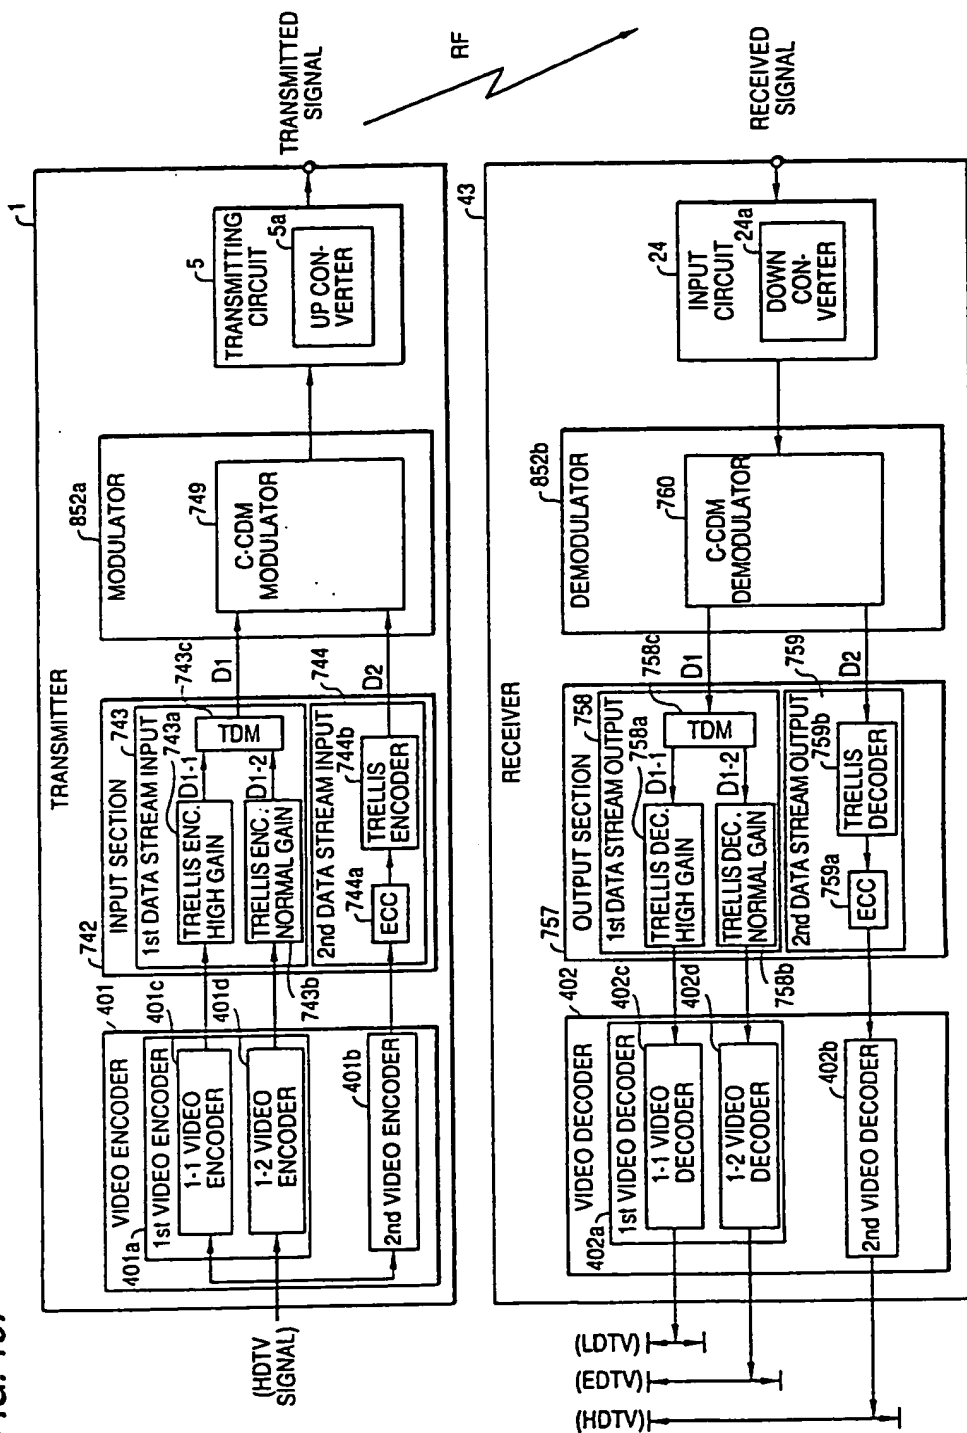 TRANSMITTER
1
(HDTV
SIGNAL)
VIDEO ENCODER
401
401a
1st VIDEO ENCODER
401c
1-1 VIDEO
ENCODER
401d
1-2 VIDEO
ENCODER
401b
2nd VIDEO ENCODER
742
INPUT SECTION
743
1st DATA STREAM INPUT
743a
TRELLIS ENC.
HIGH GAIN
D1-1
743c
TDM
TRELLIS ENC.
NORMAL GAIN
D1-2
743b
744
2nd DATA STREAM INPUT
744a
ECC
744b
TRELLIS
ENCODER
D1
D2
852a
MODULATOR
749
C-CDM
MODULATOR
5
TRANSMITTING
CIRCUIT
5a
UP CON-
VERTER
TRANSMITTED
SIGNAL
RF
RECEIVER
43
RECEIVED
SIGNAL
24
INPUT
CIRCUIT
24a
DOWN
CON-
VERTER
852b
DEMODULATOR
760
C-CDM
DEMODULATOR
D1
D2
757
OUTPUT SECTION
758
1st DATA STREAM OUTPUT
758a
TRELLIS DEC.
HIGH GAIN
D1-1
758c
TDM
TRELLIS DEC.
NORMAL GAIN
D1-2
758b
759
2nd DATA STREAM OUTPUT
759a
ECC
759b
TRELLIS
DECODER
VIDEO DECODER
402
402a
1st VIDEO DECODER
402c
1-1 VIDEO
DECODER
402d
1-2 VIDEO
DECODER
402b
2nd VIDEO DECODER
(LDTV)
(EDTV)
(HDTV)